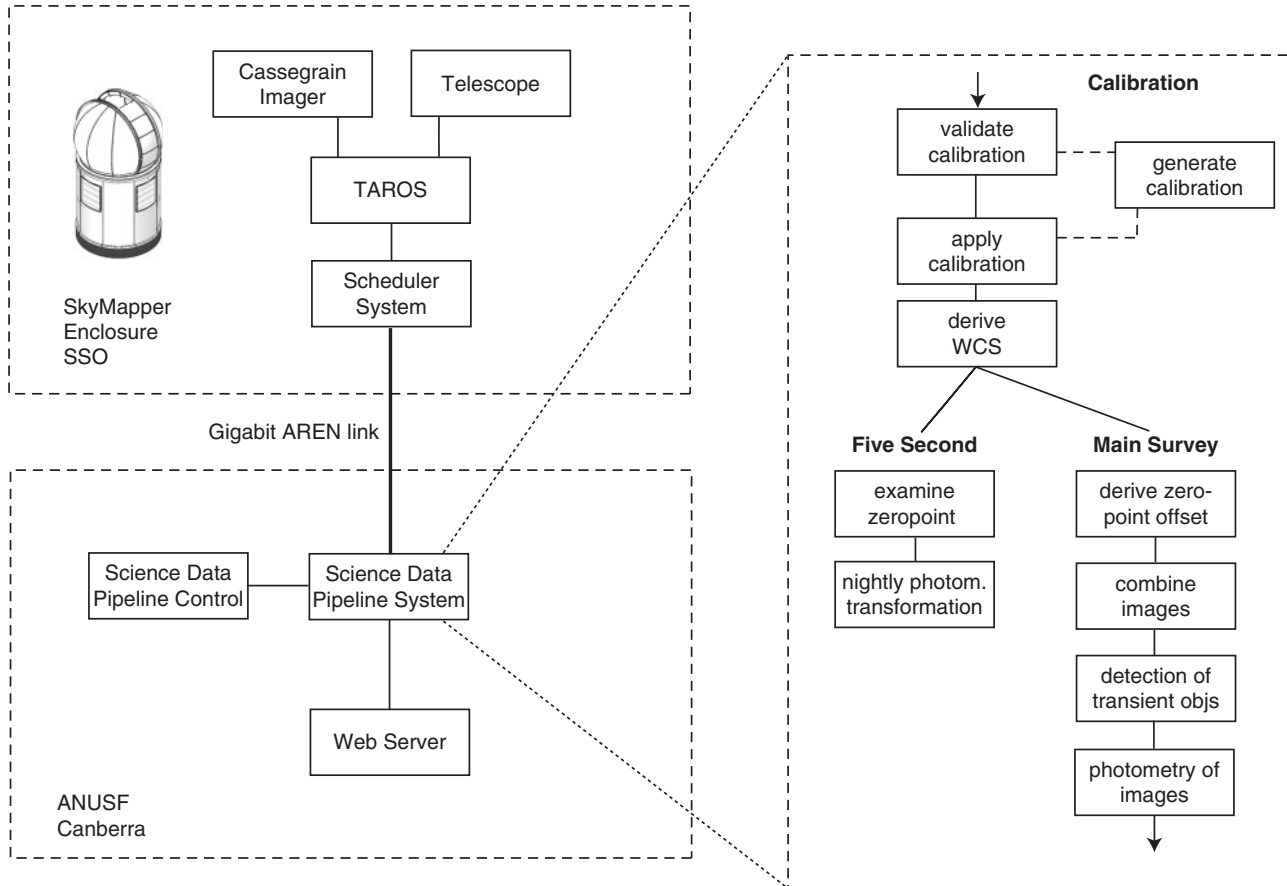 Cassegrain
Imager
Telescope
TAROS
Scheduler
System
SkyMapper
Enclosure
SSO
Gigabit AREN link
Science Data
Pipeline Control
Science Data
Pipeline System
Web Server
ANUSF
Canberra
Calibration
validate
calibration
generate
calibration
apply
calibration
derive
WCS
Five Second
examine
zeropoint
nightly photom.
transformation
Main Survey
derive zero-
point offset
combine
images
detection of
transient objs
photometry of
images